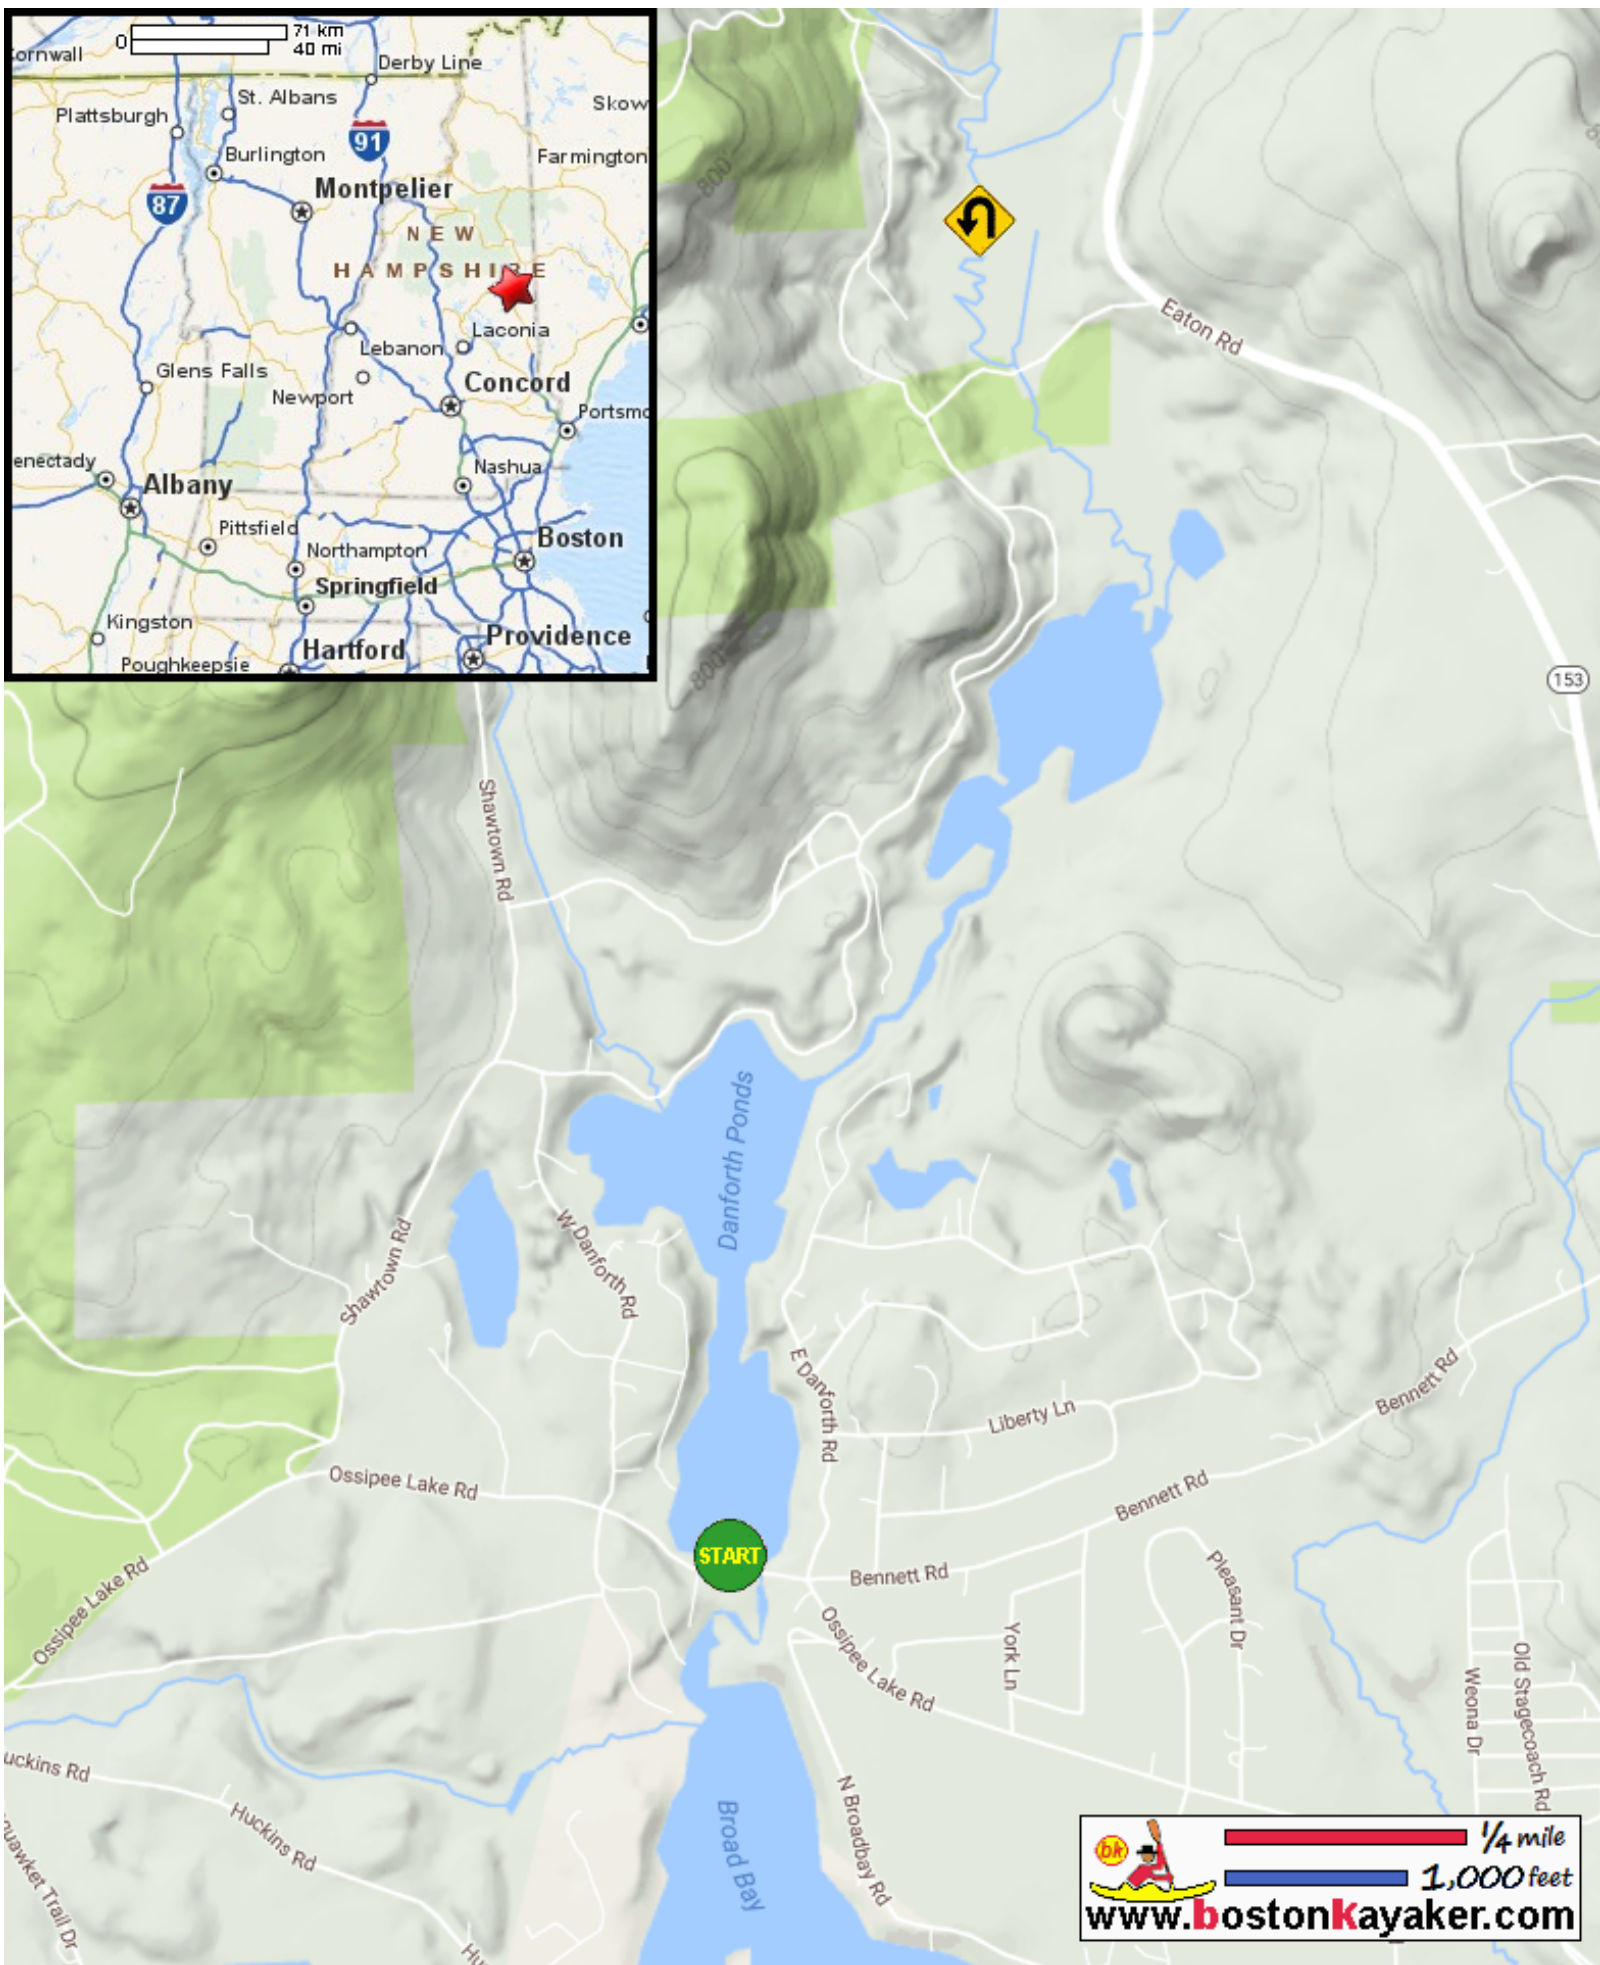 0
71 km
40 mi
Derby Line
St. Albans
Plattsburgh
Skow
Burlington
91
Farmington
Montpelier
87
NEW
HAMPSHIRE
Laconia
Lebanon
Glens Falls
Concord
Newport
Portsmo
enectady
Nashua
Albany
Pittsfield
Boston
Northampton
Springfield
Kingston
Providence
Hartford
Poughkeepsie
800'
800'
Eaton Rd
153
Shawtown Rd
Danforth Ponds
Shawtown Rd
W Danforth Rd
E Danforth Rd
Liberty Ln
Bennett Rd
Ossipee Lake Rd
Bennett Rd
START
Bennett Rd
Ossipee Lake Rd
Pleasant Dr
Ossipee Lake Rd
York Ln
Old Stagecoach Rd
Weona Dr
uckins Rd
Huckins Rd
N Broadbay Rd
Broad Bay
quawket Trail Dr
Hu
bk
1/4 mile
1,000 feet
www.bostonkayaker.com